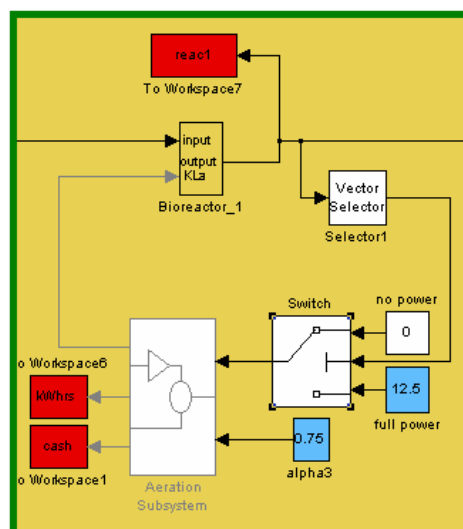 reac1
To Workspace7
input
output
KLa
Bioreactor_1
Vector
Selector
Selector1
Switch
no power
0
o Workspace6
kWhrs
12.5
full power
cash
0.75
o Workspace1
alpha3
Aeration
Subsystem